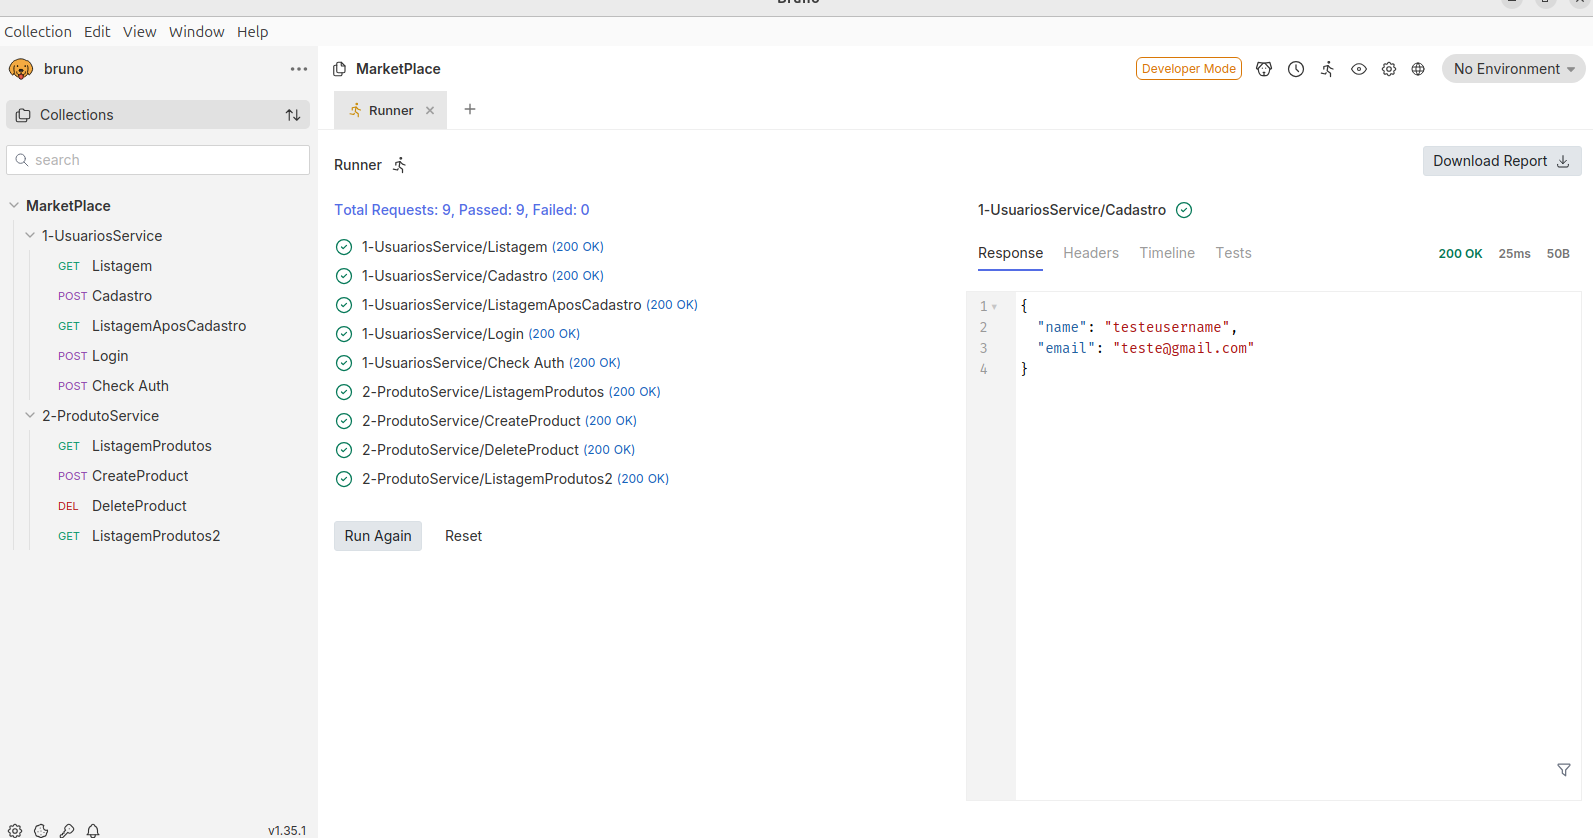 Bruno
Collection Edit View Window Help
bruno
MarketPlace
Developer Mode
No Environment
Collections
Runner
search
Runner
Download Report
MarketPlace
1-UsuariosService
GET Listagem
POST Cadastro
GET ListagemAposCadastro
POST Login
POST Check Auth
2-ProdutoService
GET ListagemProdutos
POST CreateProduct
DEL DeleteProduct
GET ListagemProdutos2
v1.35.1
Total Requests: 9, Passed: 9, Failed: 0
1-UsuariosService/Listagem (200 OK)
1-UsuariosService/Cadastro (200 OK)
1-UsuariosService/ListagemAposCadastro (200 OK)
1-UsuariosService/Login (200 OK)
1-UsuariosService/Check Auth (200 OK)
2-ProdutoService/ListagemProdutos (200 OK)
2-ProdutoService/CreateProduct (200 OK)
2-ProdutoService/DeleteProduct (200 OK)
2-ProdutoService/ListagemProdutos2 (200 OK)
Run Again Reset
1-UsuariosService/Cadastro
Response Headers Timeline Tests
200 OK 25ms 50B
1 {
2 "name": "testeusername",
3 "email": "teste@gmail.com"
4 }